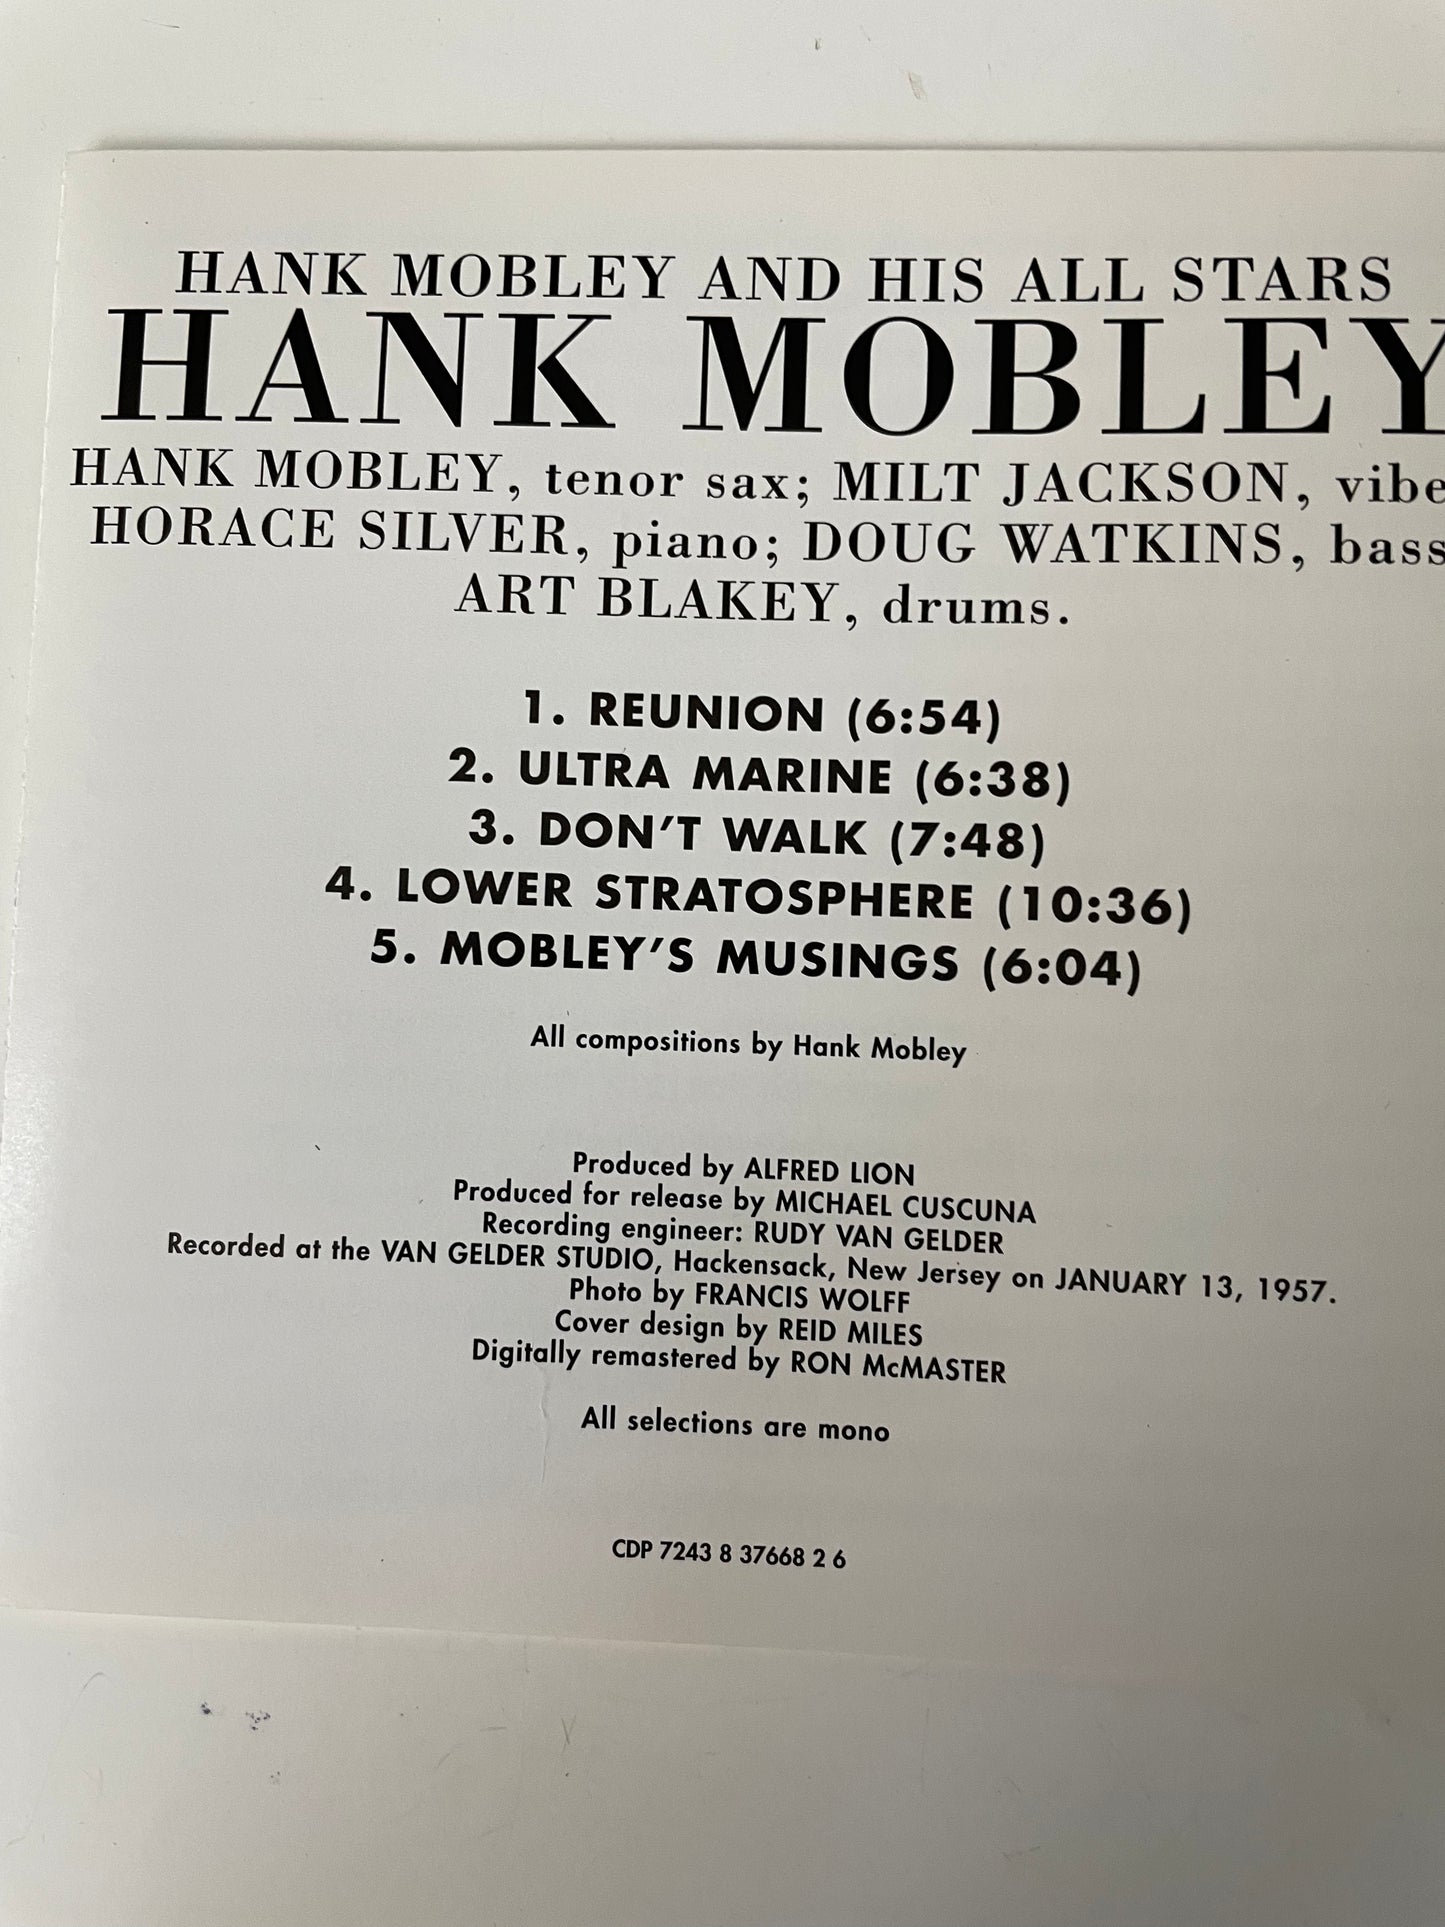 HANK MOBLEY AND HIS ALL STARS
HANK MOBLEY
HANK MOBLEY, tenor sax; MILT JACKSON, vibe
HORACE SILVER, piano; DOUG WATKINS, bass
ART BLAKEY, drums.
1. REUNION (6:54)
2. ULTRA MARINE (6:38)
3. DON'T WALK (7:48)
4. LOWER STRATOSPHERE (10:36)
5. MOBLEY'S MUSINGS (6:04)
All compositions by Hank Mobley
Produced by ALFRED LION
Produced for release by MICHAEL CUSCUNA
Recording engineer: RUDY VAN GELDER
Recorded at the VAN GELDER STUDIO, Hackensack, New Jersey on JANUARY 13, 1957.
Photo by FRANCIS WOLFF
Cover design by REID MILES
Digitally remastered by RON McMASTER
All selections are mono
CDP 7243 8 37668 2 6